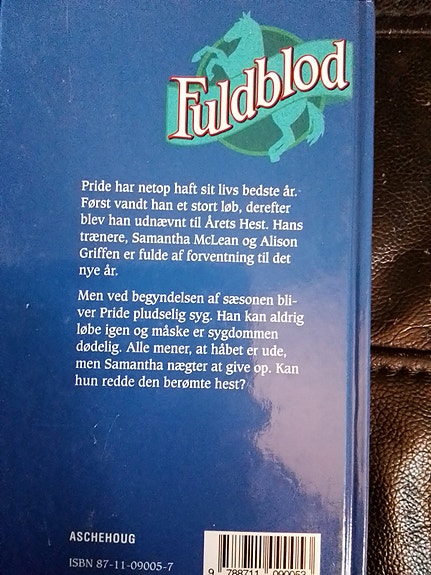 Fuldblod
Pride har netop haft sit livs bedste år.
Først vandt han et stort løb, derefter
blev han udnævnt til Årets Hest. Hans
trænere, Samantha McLean og Alison
Griffen er fulde af forventning til det
nye år.
Men ved begyndelsen af sæsonen bli-
ver Pride pludselig syg. Han kan aldrig
løbe igen og måske er sygdommen
dødelig. Alle mener, at håbet er ude,
men Samantha nægter at give op. Kan
hun redde den berømte hest?
ASCHEHOUG
ISBN 87-11-09005-7
9 788711 090053